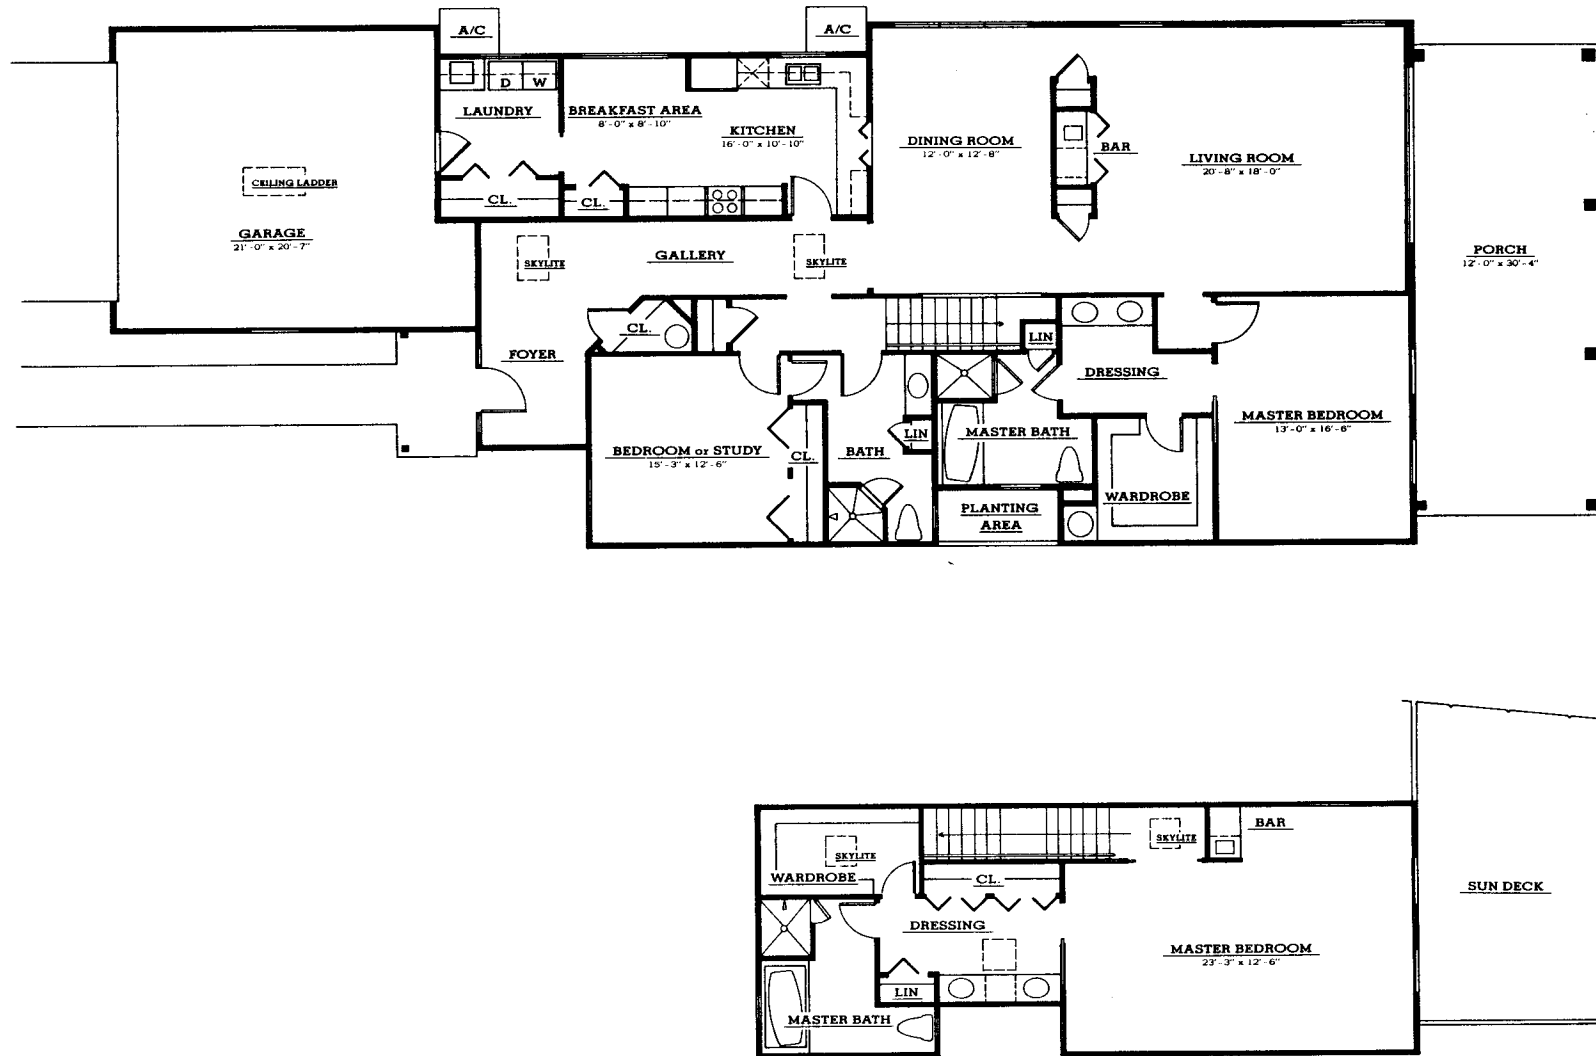 A/C
A/C
D W
LAUNDRY
BREAKFAST AREA
8'-0" x 8'-10"
KITCHEN
16'-0" x 10'-10"
DINING ROOM
12'-0" x 12'-8"
BAR
LIVING ROOM
20'-8" x 18'-0"
CEILING LADDER
CL.
CL.
GARAGE
21'-0" x 20'-7"
SKYLITE
GALLERY
SKYLITE
PORCH
12'-0" x 30'-4"
CL.
LIN
FOYER
DRESSING
MASTER BEDROOM
13'-0" x 16'-6"
BEDROOM or STUDY
15'-3" x 12'-6"
CL.
BATH
LIN
MASTER BATH
WARDROBE
PLANTING
AREA
BAR
SKYLITE
SKYLITE
WARDROBE
CL.
SUN DECK
DRESSING
MASTER BEDROOM
23'-3" x 12'-6"
LIN
MASTER BATH